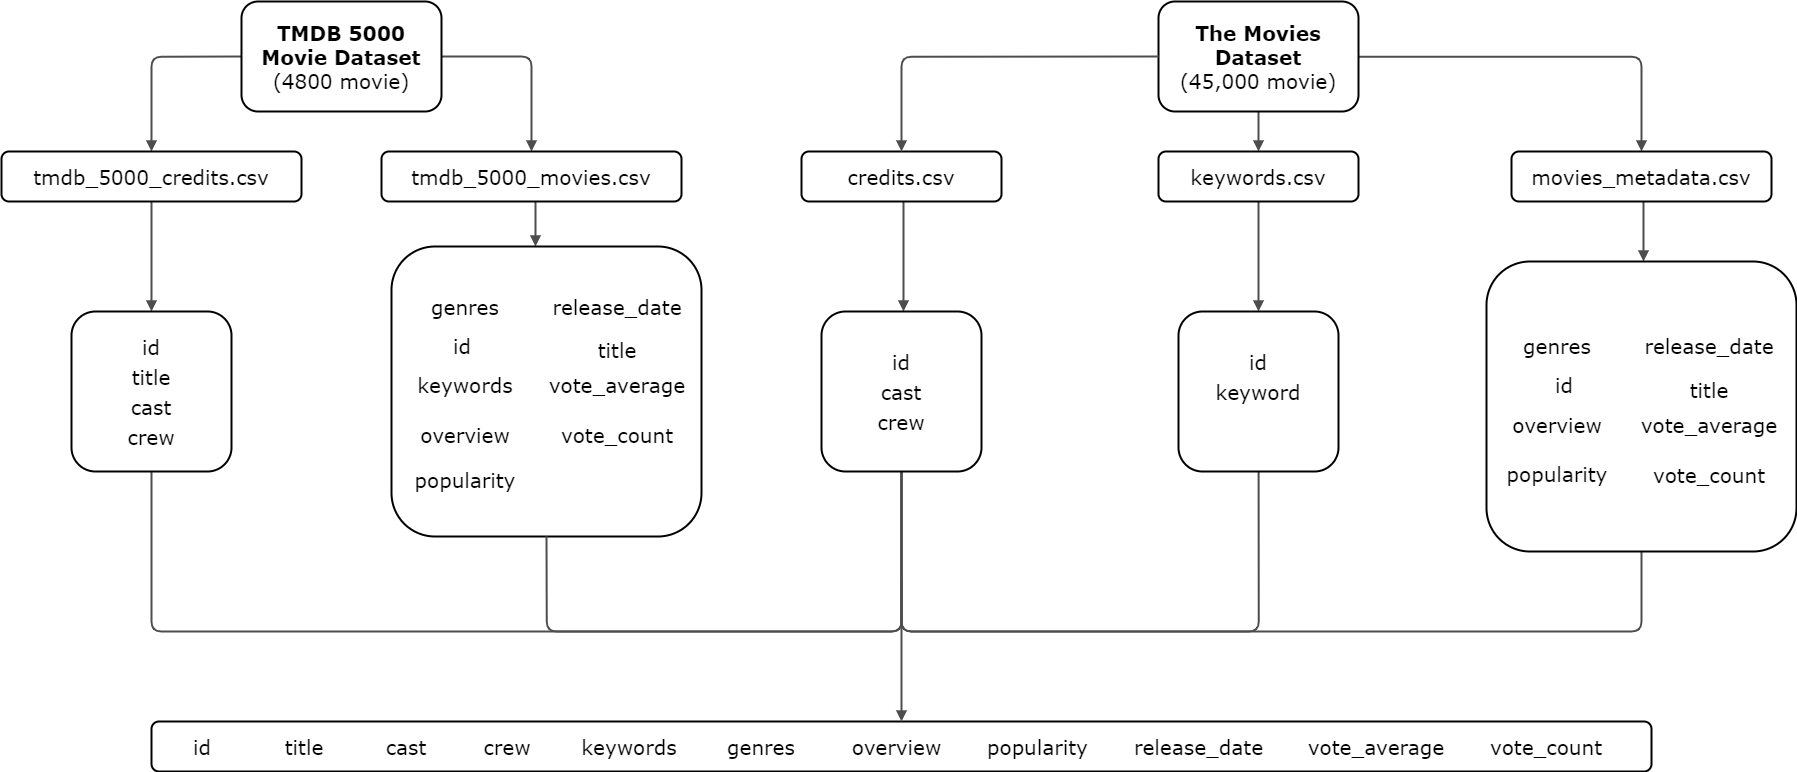 TMDB 5000
Movie Dataset
(4800 movie)
The Movies
Dataset
(45,000 movie)
tmdb_5000_credits.csv
tmdb_5000_movies.csv
credits.csv
keywords.csv
movies_metadata.csv
id
title
cast
crew
genres release_date
id title
keywords vote_average
overview vote_count
popularity
id
cast
crew
id
keyword
genres release_date
id title
overview vote_average
popularity vote_count
id title cast crew keywords genres overview popularity release_date vote_average vote_count